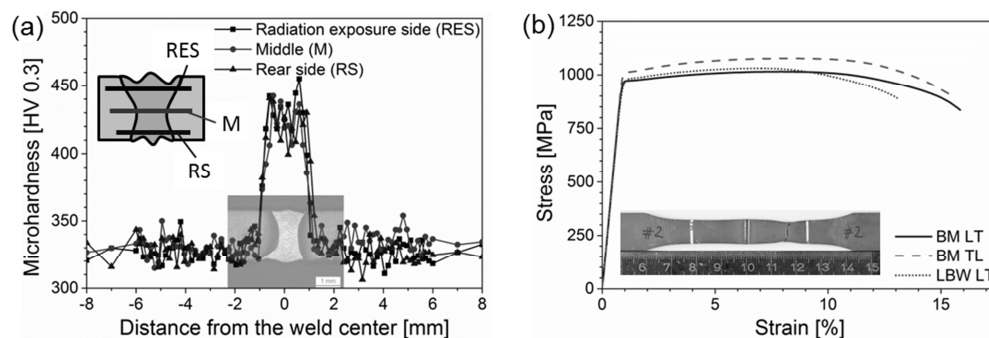 (a)
500
450
400
350
300
Microhardness [HV 0.3]
Radiation exposure side (RES)
Middle (M)
Rear side (RS)
RES
M
RS
1 mm
-8 -6 -4 -2 0 2 4 6 8
Distance from the weld center [mm]
(b)
1250
1000
750
500
250
0
Stress [MPa]
#2 #2
6 7 8 9 10 11 12 13 14 15
BM LT
BM TL
LBW LT
0 5 10 15
Strain [%]